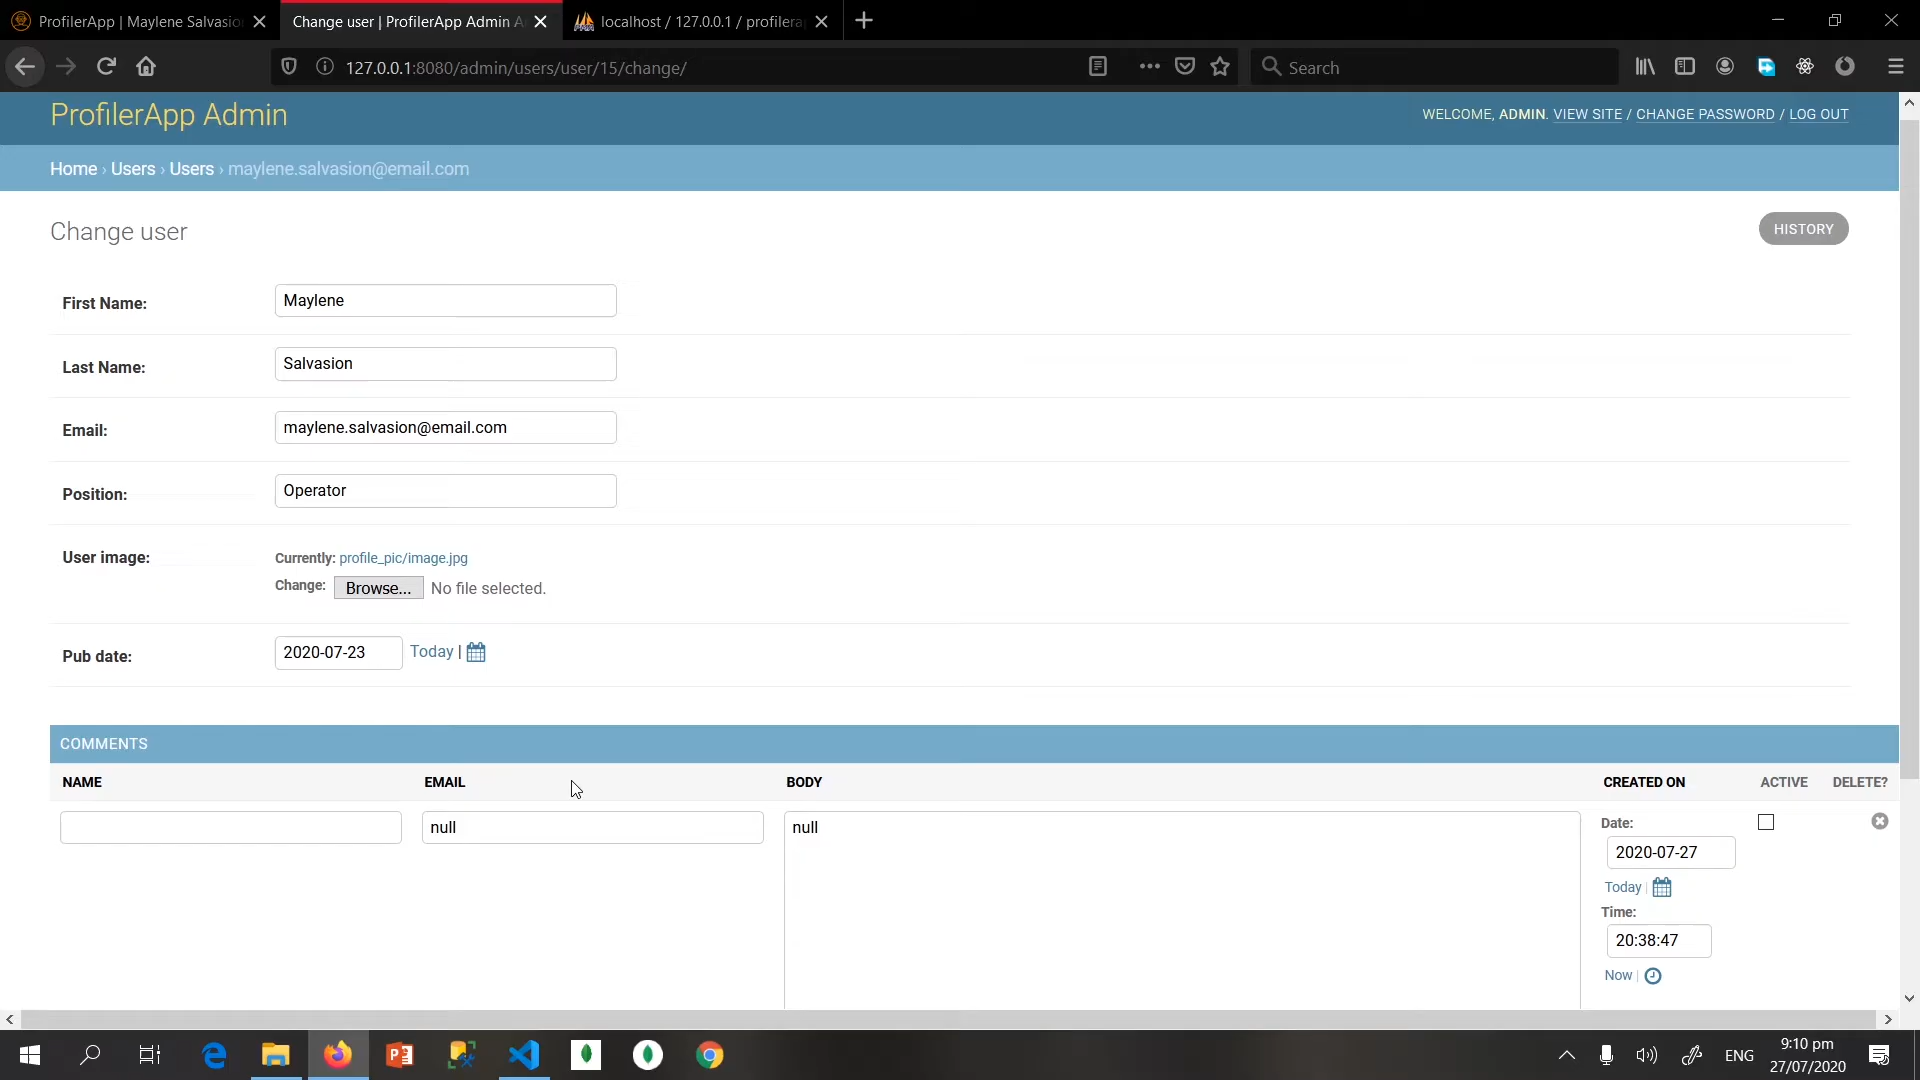 ProfilerApp | Maylene Salvasio
Change user | ProfilerApp Admin A
localhost / 127.0.0.1 / profilera
127.0.0.1:8080/admin/users/user/15/change/
Search
ProfilerApp Admin
WELCOME, ADMIN. VIEW SITE / CHANGE PASSWORD / LOG OUT
Home › Users › Users › maylene.salvasion@email.com
Change user
HISTORY
First Name: Maylene
Last Name: Salvasion
Email: maylene.salvasion@email.com
Position: Operator
User image: Currently: profile_pic/image.jpg
Change: Browse... No file selected.
Pub date: 2020-07-23 Today |
COMMENTS
NAME EMAIL BODY CREATED ON ACTIVE DELETE?
null null Date:
2020-07-27
Today |
Time:
20:38:47
Now |
ENG
9:10 pm
27/07/2020